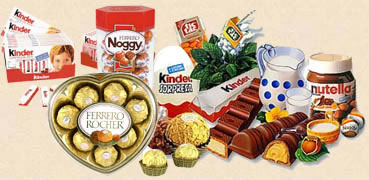 Kinder
FERRERO
Noggy
Kinder
FERRERO
ROCHER
tic tac
Kinder
SORPRESA
Kinder
nutella